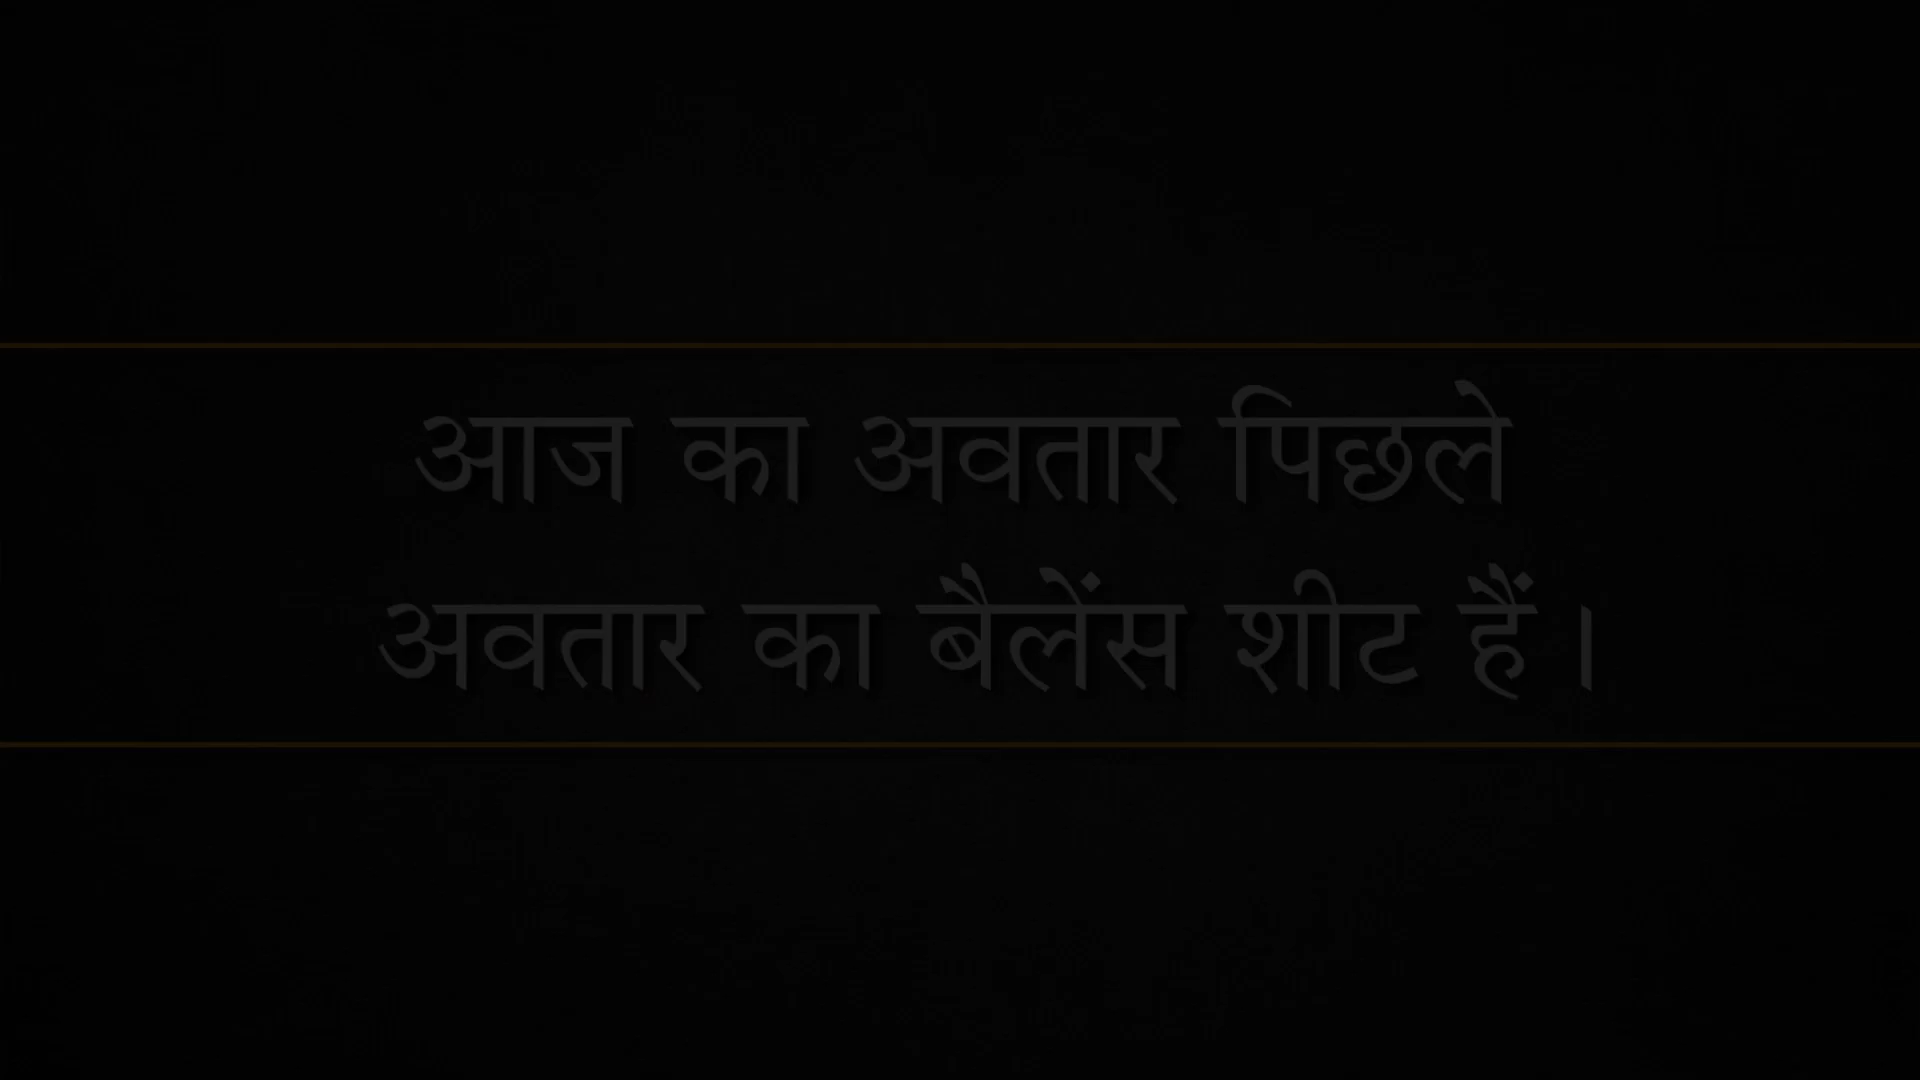 आज का अवतार पिछले
अवतार का बैलेंस शीट हैं ।